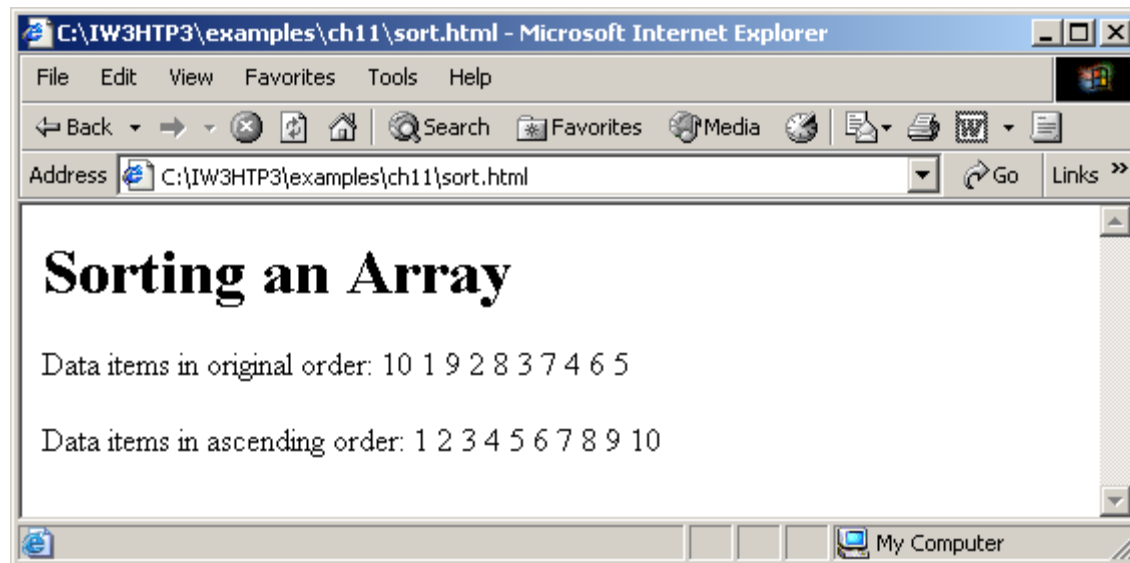 C:\IW3HTP3\examples\ch11\sort.html - Microsoft Internet Explorer
File Edit View Favorites Tools Help
Back Search Favorites Media
Address C:\IW3HTP3\examples\ch11\sort.html Go Links »
Sorting an Array
Data items in original order: 10 1 9 2 8 3 7 4 6 5
Data items in ascending order: 1 2 3 4 5 6 7 8 9 10
My Computer